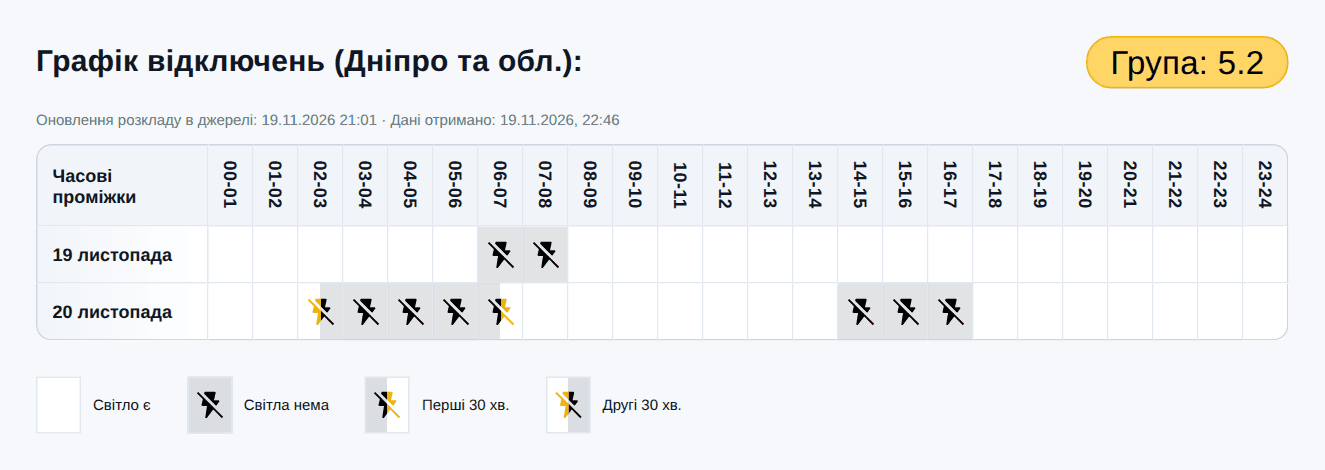 Графік відключень (Дніпро та обл.):
Група: 5.2
Оновлення розкладу в джерелі: 19.11.2026 21:01 · Дані отримано: 19.11.2026, 22:46
Часові
проміжки
00-01
01-02
02-03
03-04
04-05
05-06
06-07
07-08
08-09
09-10
10-11
11-12
12-13
13-14
14-15
15-16
16-17
17-18
18-19
19-20
20-21
21-22
22-23
23-24
19 листопада
20 листопада
Світло є
Світла нема
Перші 30 хв.
Другі 30 хв.